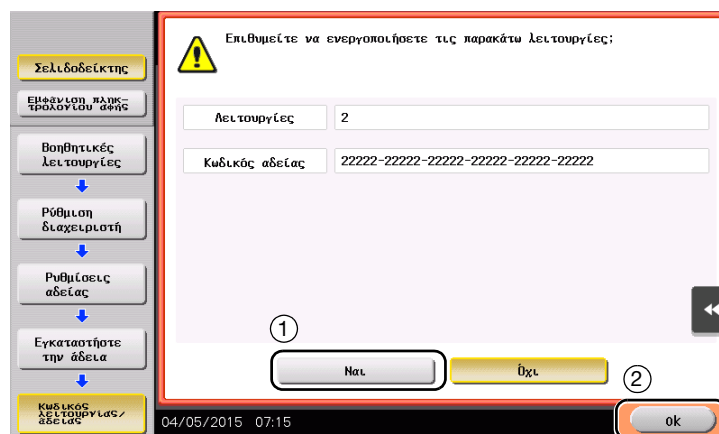 Επιθυμείτε να ενεργοποιήσετε τις παρακάτω λειτουργίες;
Σελιδοδείκτης
Εμφάνιση πληκ-
τρολογίου αφής
Βοηθητικές
λειτουργίες
Ρύθμιση
διαχειριστή
Ρυθμίσεις
αδείας
Εγκαταστήστε
την άδεια
Κωδικός
λειτουργίας/
άδειας
Λειτουργίες 2
Κωδικός αδείας 22222-22222-22222-22222-22222-22222
1
Ναι Όχι
2
04/05/2015 07:15 ok